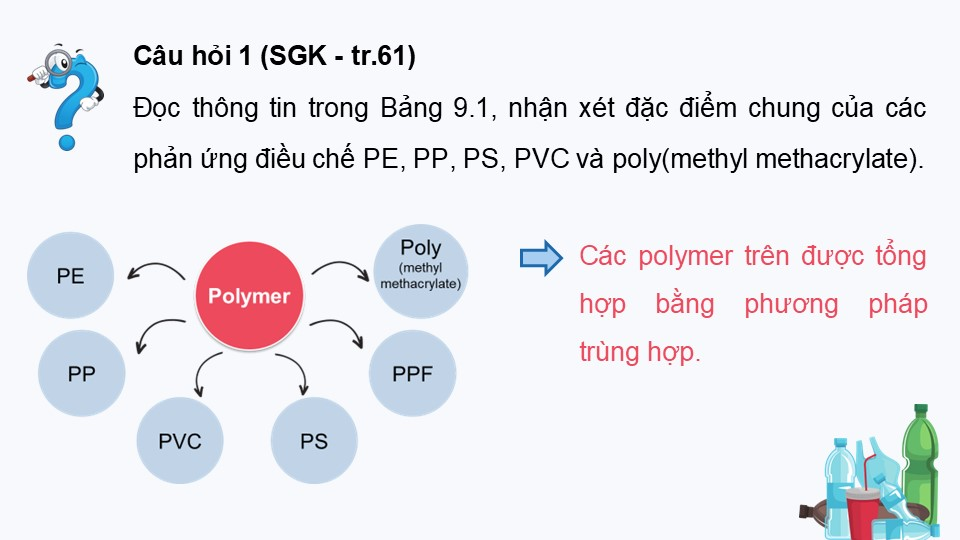 Câu hỏi 1 (SGK - tr.61)
Đọc thông tin trong Bảng 9.1, nhận xét đặc điểm chung của các
phản ứng điều chế PE, PP, PS, PVC và poly(methyl methacrylate).
PE
Polymer
Poly
(methyl
methacrylate)
PP
PPF
PVC
PS
Các polymer trên được tổng
hợp bằng phương pháp
trùng hợp.